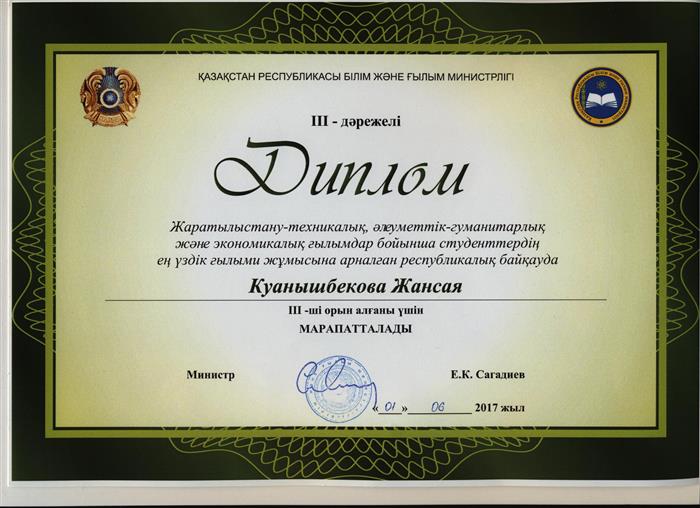 ҚАЗАҚСТАН РЕСПУБЛИКАСЫ БІЛІМ ЖӘНЕ ҒЫЛЫМ МИНИСТРЛІГІ
III - дәрежелі
Диплом
Жаратылыстану-техникалық, әлеуметтік-гуманитарлық
және экономикалық ғылымдар бойынша студенттердің
ең үздік ғылыми жұмысына арналған республикалық байқауда
Куанышбекова Жансая
III -ші орын алғаны үшін
МАРАПАТТАЛАДЫ
Министр Е.К. Сагадиев
«01» 06 2017 жыл